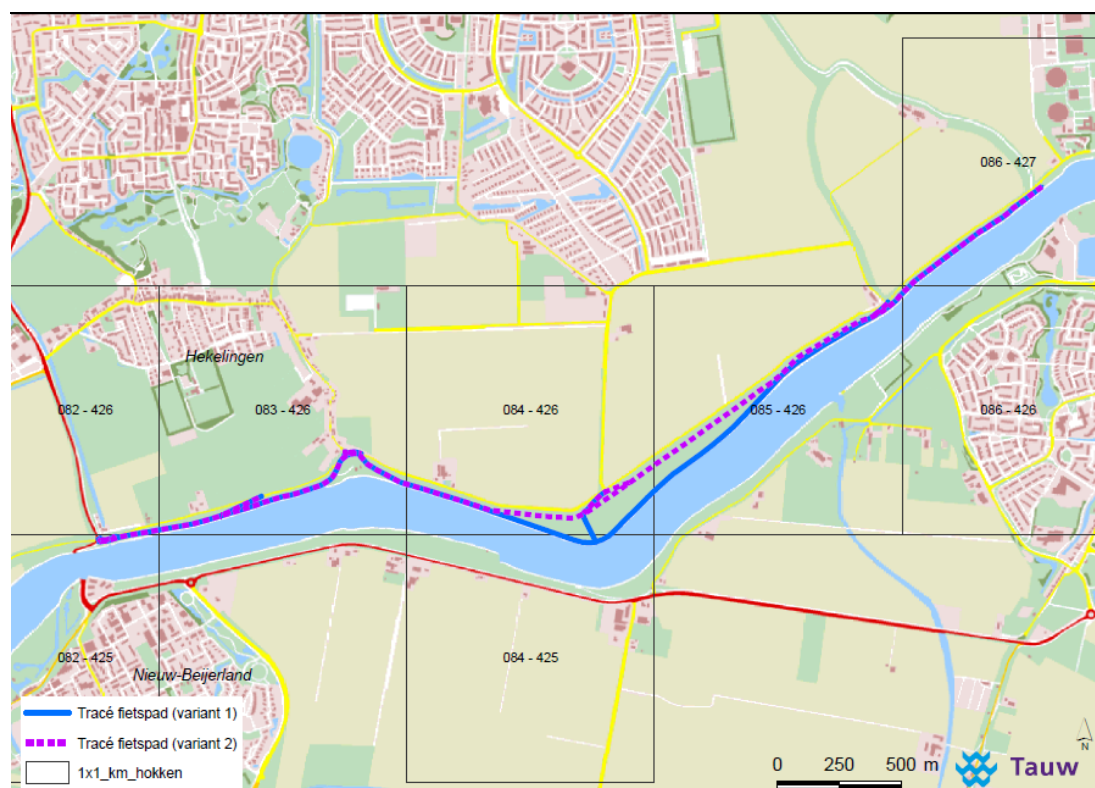 086 - 427
Hekelingen
082 - 426
083 - 426
084 - 426
085 - 426
086 - 426
082 - 425
084 - 425
Nieuw-Beijerland
Tracé fietspad (variant 1)
Tracé fietspad (variant 2)
1x1_km_hokken
0 250 500 m
N
Tauw